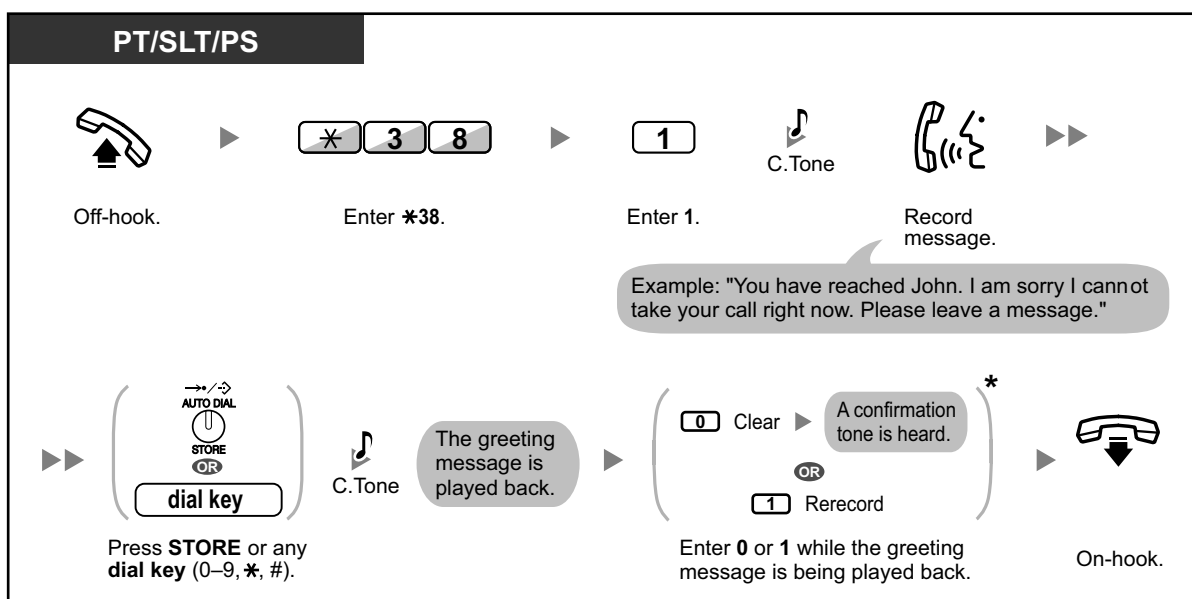 PT/SLT/PS
✳ 3 8
1
C.Tone
Off-hook.
Enter ✳38.
Enter 1.
Record
message.
Example: "You have reached John. I am sorry I cannot
take your call right now. Please leave a message."
AUTO DIAL
STORE
OR
dial key
C.Tone
The greeting
message is
played back.
0 Clear
A confirmation
tone is heard.
OR
1 Rerecord
*
Press STORE or any
dial key (0–9, ✳, #).
Enter 0 or 1 while the greeting
message is being played back.
On-hook.